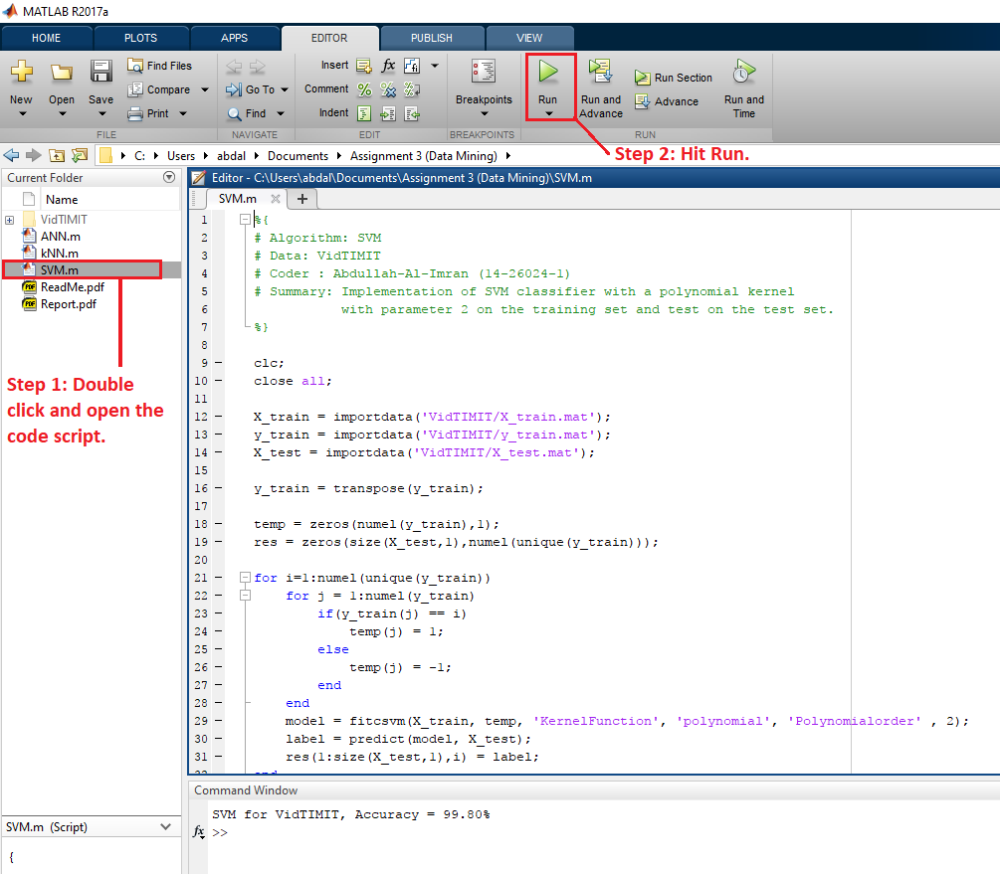 MATLAB R2017a
HOME PLOTS APPS EDITOR PUBLISH VIEW
New Open Save
Find Files
Compare
Print
FILE
Go To
Find
NAVIGATE
Insert fx
Comment
Indent
EDIT
Breakpoints
BREAKPOINTS
Run
Run and Advance
Run Section
Advance
Run and Time
RUN
C: Users abdal Documents Assignment 3 (Data Mining)
Step 2: Hit Run.
Current Folder
Name
VidTIMIT
ANN.m
kNN.m
SVM.m
ReadMe.pdf
Report.pdf
Step 1: Double
click and open the
code script.
SVM.m (Script)
{
Editor - C:\Users\abdal\Documents\Assignment 3 (Data Mining)\SVM.m
SVM.m
1 %{
2 # Algorithm: SVM
3 # Data: VidTIMIT
4 # Coder : Abdullah-Al-Imran (14-26024-1)
5 # Summary: Implementation of SVM classifier with a polynomial kernel
6 with parameter 2 on the training set and test on the test set.
7 %}
8
9 clc;
10 close all;
11
12 X_train = importdata('VidTIMIT/X_train.mat');
13 y_train = importdata('VidTIMIT/y_train.mat');
14 X_test = importdata('VidTIMIT/X_test.mat');
15
16 y_train = transpose(y_train);
17
18 temp = zeros(numel(y_train),1);
19 res = zeros(size(X_test,1),numel(unique(y_train)));
20
21 for i=1:numel(unique(y_train))
22 for j = 1:numel(y_train)
23 if(y_train(j) == i)
24 temp(j) = 1;
25 else
26 temp(j) = -1;
27 end
28 end
29 model = fitcsvm(X_train, temp, 'KernelFunction', 'polynomial', 'Polynomialorder' , 2);
30 label = predict(model, X_test);
31 res(1:size(X_test,1),i) = label;
Command Window
SVM for VidTIMIT, Accuracy = 99.80%
fx >>